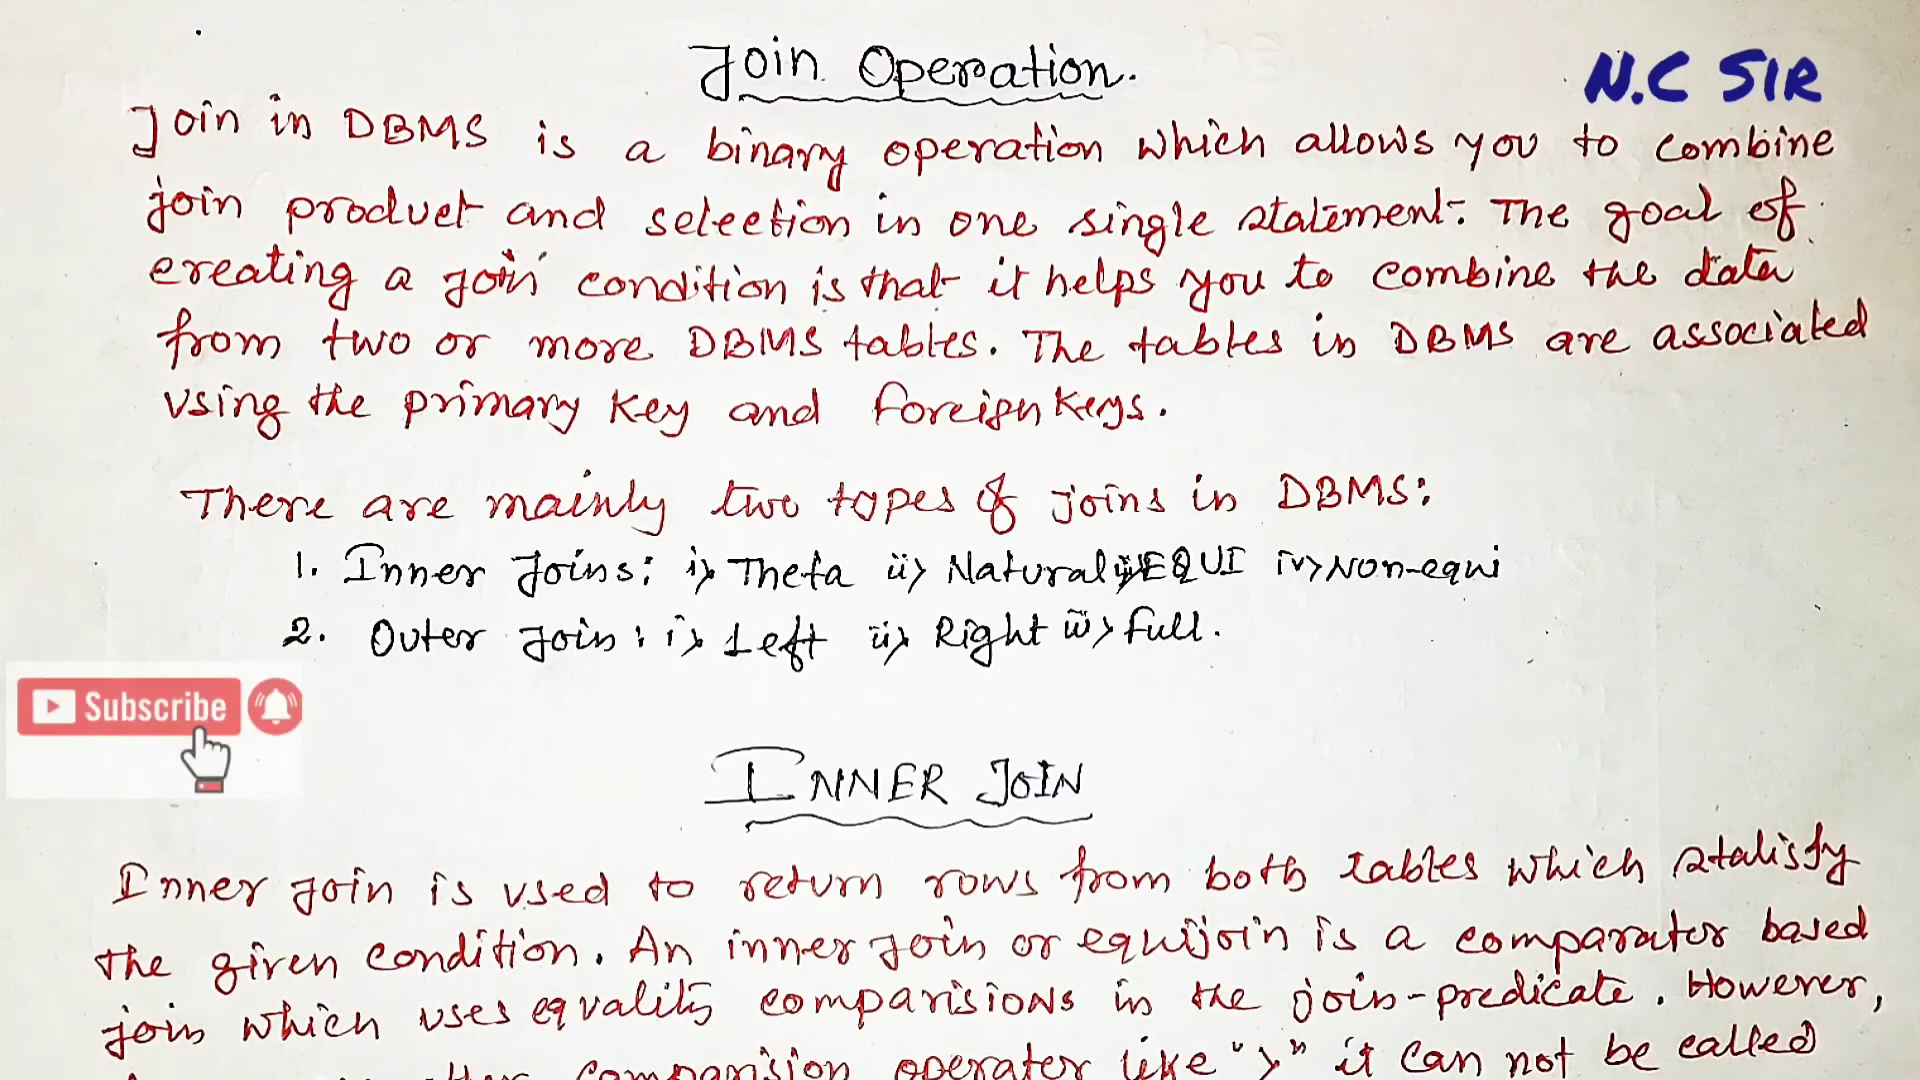 Join Operation.
N.C SIR
Join in DBMS is a binary operation which allows you to combine
join product and selection in one single statement. The goal of
creating a join condition is that it helps you to combine the data
from two or more DBMS tables. The tables in DBMS are associated
using the primary key and foreign keys.
There are mainly two types of joins in DBMS:
1. Inner Joins: i> Theta ii> Natural iii> EQUI iv> Non-equi
2. Outer Join: i> Left ii> Right iii> Full.
Subscribe
INNER JOIN
Inner join is used to return rows from both tables which statisfy
the given condition. An inner join or equijoin is a comparator based
join which uses equality comparisions in the join-predicate. However,
comparision operater like ">" it can not be called